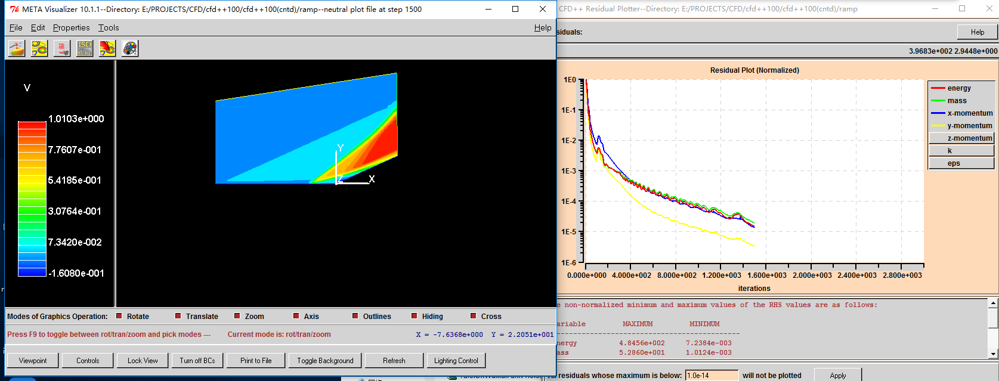 META Visualizer 10.1.1--Directory: E:/PROJECTS/CFD/cfd++100/cfd++100(cntd)/ramp--neutral plot file at step 1500
File Edit Properties Tools Help
V
1.0103e+000
7.7607e-001
5.4185e-001
3.0764e-001
7.3420e-002
-1.6080e-001
Y
Z
X
Modes of Graphics Operation: Rotate Translate Zoom Axis Outlines Hiding Cross
Press F9 to toggle between rot/tran/zoom and pick modes --- Current mode is: rot/tran/zoom X = -7.6368e+000 Y = 2.2051e+001
Viewpoint Controls Lock View Turn off BCs Print to File Toggle Background Refresh Lighting Control
CFD++ Residual Plotter--Directory: E:/PROJECTS/CFD/cfd++100/cfd++100(cntd)/ramp
siduals: Help
3.9683e+002 2.9448e+000
Residual Plot (Normalized)
1E0
1E-1
1E-2
1E-3
1E-4
1E-5
1E-6
0.000e+000 4.000e+002 8.000e+002 1.200e+003 1.600e+003 2.000e+003 2.400e+003 2.800e+003
iterations
energy
mass
x-momentum
y-momentum
z-momentum
k
eps
e non-normalized minimum and maximum values of the RHS values are as follows:
ariable MAXIMUM MINIMUM
nergy 4.8456e+002 7.2384e-003
ass 5.2860e+001 1.0124e-003
residuals whose maximum is below: 1.0e-14 will not be plotted Apply